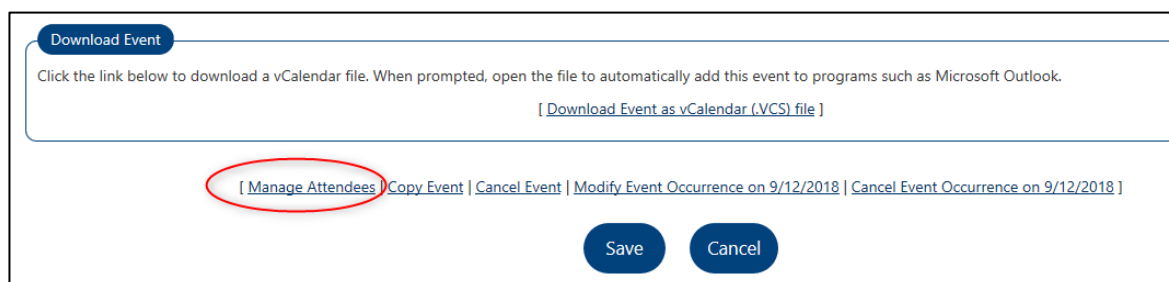 Download Event
Click the link below to download a vCalendar file. When prompted, open the file to automatically add this event to programs such as Microsoft Outlook.
[ Download Event as vCalendar (.VCS) file ]
[ Manage Attendees | Copy Event | Cancel Event | Modify Event Occurrence on 9/12/2018 | Cancel Event Occurrence on 9/12/2018 ]
Save Cancel